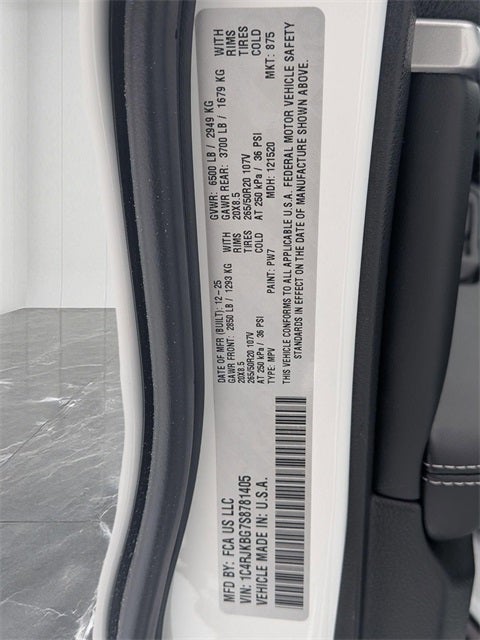 MFD BY: FCA US LLC
DATE OF MFR (BUILT): 12-25
GVWR: 6500 LB / 2949 KG
GAWR FRONT: 2850 LB / 1293 KG WITH
20X8.5 RIMS
265/50R20 107V TIRES
AT 250 kPa / 36 PSI COLD
GAWR REAR: 3700 LB / 1679 KG WITH
20X8.5 RIMS
265/50R20 107V TIRES
AT 250 kPa / 36 PSI COLD
VIN: 1C4RJKBG7S8781405
TYPE: MPV PAINT: PW7 MDH: 121520 MKT: 875
VEHICLE MADE IN: U.S.A.
THIS VEHICLE CONFORMS TO ALL APPLICABLE U.S.A. FEDERAL MOTOR VEHICLE SAFETY
STANDARDS IN EFFECT ON THE DATE OF MANUFACTURE SHOWN ABOVE.